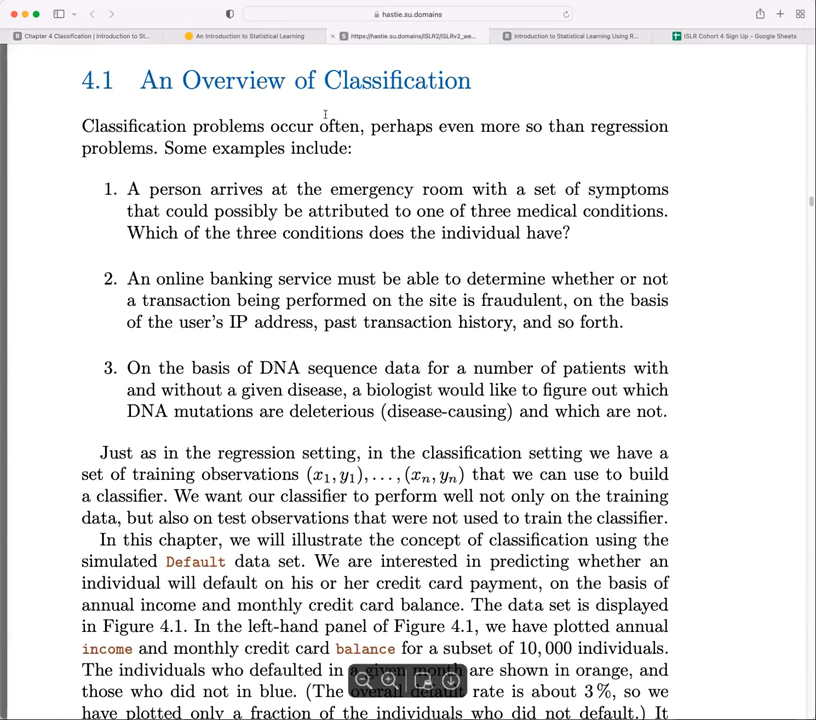 hastie.su.domains
Chapter 4 Classification | Introduction to St...
An Introduction to Statistical Learning
https://hastie.su.domains/ISLR2/ISLRv2_we...
Introduction to Statistical Learning Using R...
ISLR Cohort 4 Sign Up - Google Sheets
4.1 An Overview of Classification
Classification problems occur often, perhaps even more so than regression
problems. Some examples include:
1. A person arrives at the emergency room with a set of symptoms
that could possibly be attributed to one of three medical conditions.
Which of the three conditions does the individual have?
2. An online banking service must be able to determine whether or not
a transaction being performed on the site is fraudulent, on the basis
of the user's IP address, past transaction history, and so forth.
3. On the basis of DNA sequence data for a number of patients with
and without a given disease, a biologist would like to figure out which
DNA mutations are deleterious (disease-causing) and which are not.
Just as in the regression setting, in the classification setting we have a
set of training observations (x₁, y₁), . . . , (xₙ, yₙ) that we can use to build
a classifier. We want our classifier to perform well not only on the training
data, but also on test observations that were not used to train the classifier.
In this chapter, we will illustrate the concept of classification using the
simulated Default data set. We are interested in predicting whether an
individual will default on his or her credit card payment, on the basis of
annual income and monthly credit card balance. The data set is displayed
in Figure 4.1. In the left-hand panel of Figure 4.1, we have plotted annual
income and monthly credit card balance for a subset of 10,000 individuals.
The individuals who defaulted in a given month are shown in orange, and
those who did not in blue. (The overall default rate is about 3%, so we
have plotted only a fraction of the individuals who did not default.) It